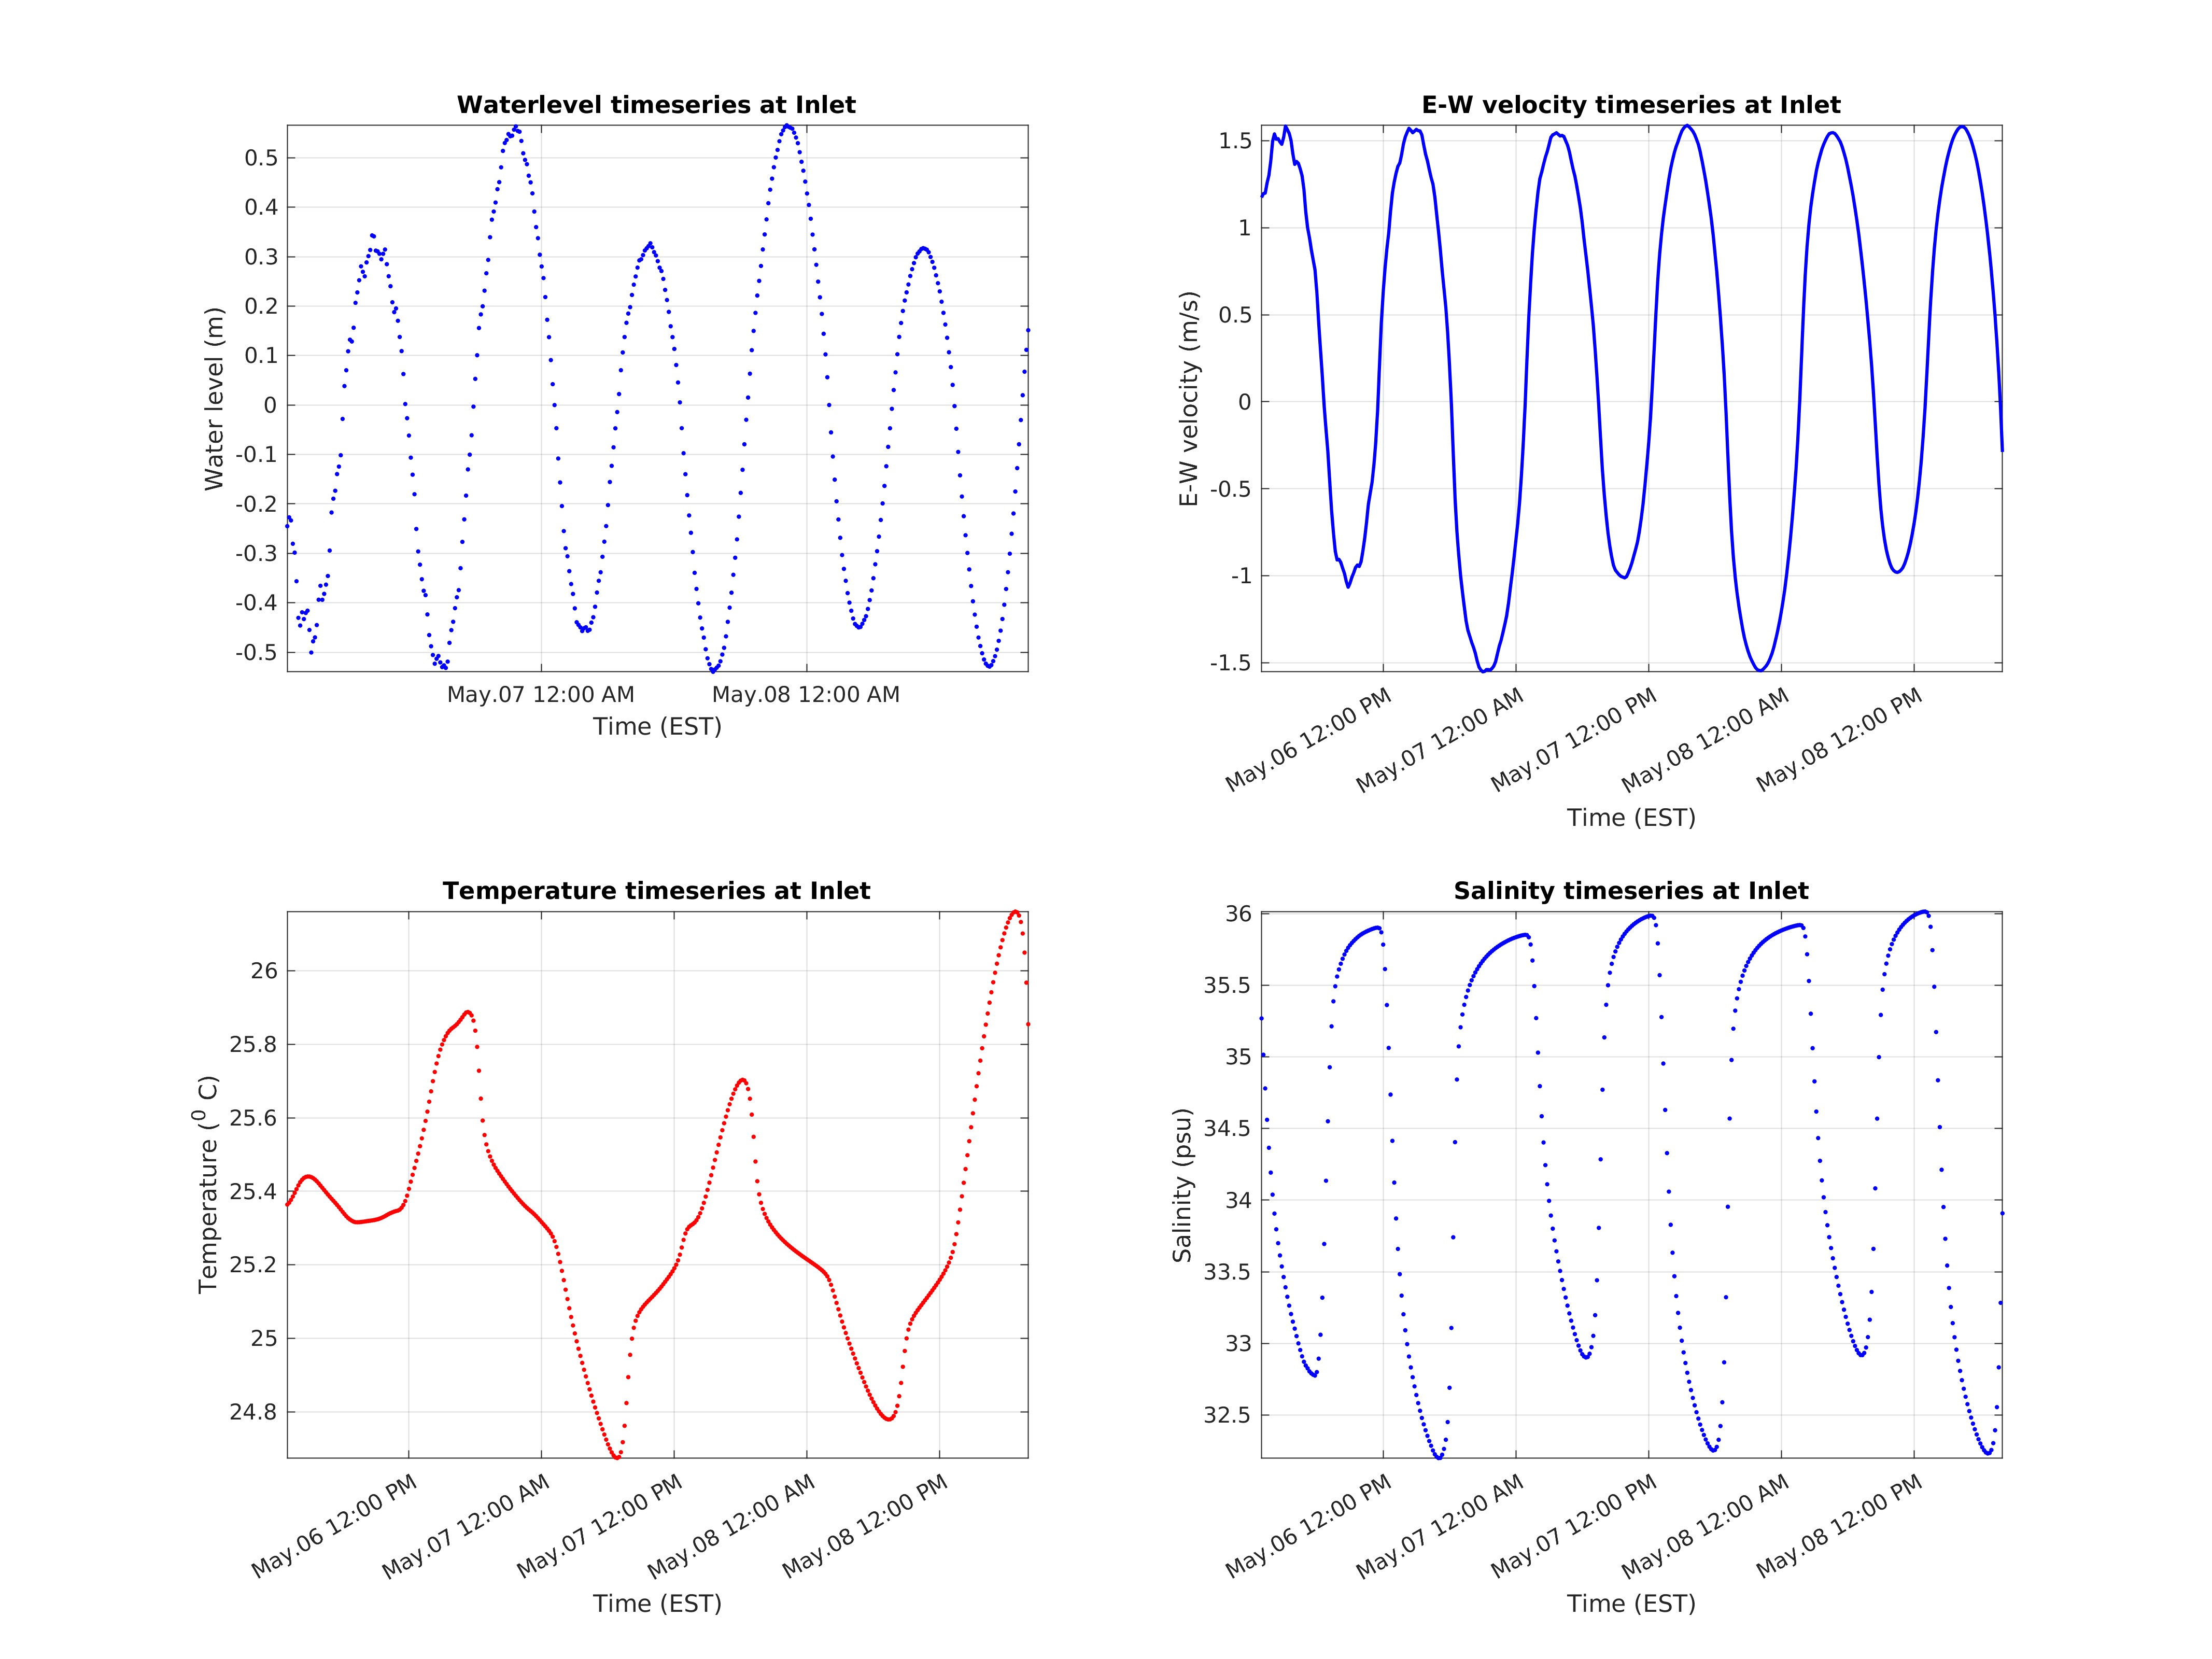 Waterlevel timeseries at Inlet
0.5
0.4
0.3
0.2
0.1
0
-0.1
-0.2
-0.3
-0.4
-0.5
Water level (m)
May.07 12:00 AM May.08 12:00 AM
Time (EST)
E-W velocity timeseries at Inlet
1.5
1
0.5
0
-0.5
-1
-1.5
E-W velocity (m/s)
May.06 12:00 PM
May.07 12:00 AM
May.07 12:00 PM
May.08 12:00 AM
May.08 12:00 PM
Time (EST)
Temperature timeseries at Inlet
26
25.8
25.6
25.4
25.2
25
24.8
Temperature (⁰ C)
May.06 12:00 PM
May.07 12:00 AM
May.07 12:00 PM
May.08 12:00 AM
May.08 12:00 PM
Time (EST)
Salinity timeseries at Inlet
36
35.5
35
34.5
34
33.5
33
32.5
Salinity (psu)
May.06 12:00 PM
May.07 12:00 AM
May.07 12:00 PM
May.08 12:00 AM
May.08 12:00 PM
Time (EST)